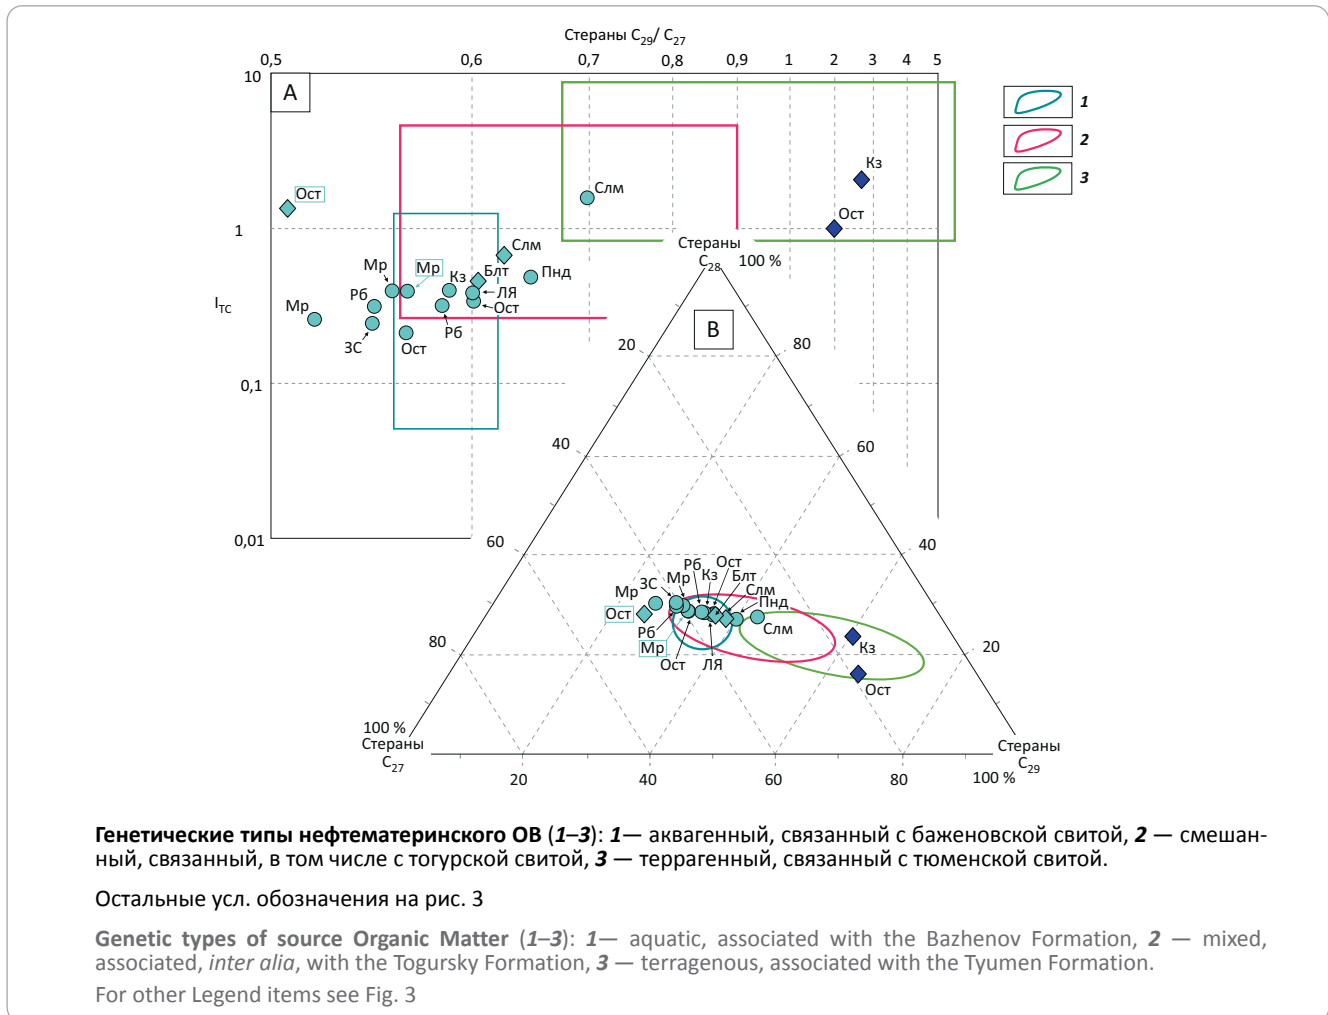 Стераны C29/ C27
0,5 0,6 0,7 0,8 0,9 1 2 3 4 5
10
A
1
2
3
Кз
Ост
Слм
Ост
1
Стераны
C28 100 %
Слм
Мр Мр Кз Блт Пнд
ITC
Рб ЛЯ
Мр Ост
Рб
ЗС Ост
B
20 80
0,1
40 60
0,01
60 40
Рб Кз Ост Блт
ЗС Мр Слм
Мр Пнд
Ост Слм
Рб
Мр Кз
Ост ЛЯ
80 20
Ост
100 %
Стераны
C27
Стераны
C29
100 %
20 40 60 80
Генетические типы нефтематеринского ОВ (1–3): 1— аквагенный, связанный с баженовской свитой, 2 — смешан-
ный, связанный, в том числе с тогурской свитой, 3 — террагенный, связанный с тюменской свитой.
Остальные усл. обозначения на рис. 3
Genetic types of source Organic Matter (1–3): 1— aquatic, associated with the Bazhenov Formation, 2 — mixed,
associated, inter alia, with the Togursky Formation, 3 — terragenous, associated with the Tyumen Formation.
For other Legend items see Fig. 3